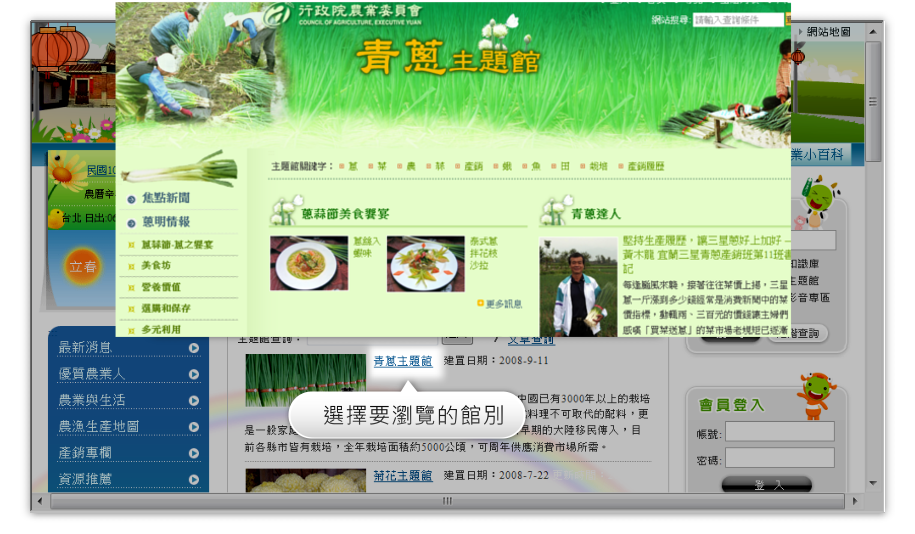 行政院農業委員會
COUNCIL OF AGRICULTURE, EXECUTIVE YUAN
網站搜尋:
請輸入查詢條件
青蔥主題館
網站地圖
業小百科
主題館關鍵字:
蔥
菜
農
蒜
產銷
蝦
魚
田
栽培
產銷履歷
焦點新聞
蔥明情報
蔥蒜節-蔥之饗宴
美食坊
營養價值
選購和保存
多元利用
蔥蒜節美食饗宴
蔥絲入
蝦味
泰式蔥
拌花枝
沙拉
更多訊息
青蔥達人
堅持生產履歷,讓三星蔥好上加好 --
黃木龍 宜蘭三星青蔥產銷班第11班書
記
每逢颱風來襲,接著往往菜價上揚,三星
蔥一斤漲到多少錢經常是消費新聞中的菜
價指標,動輒兩、三百元的價錢讓主婦們
感嘆「買菜送蔥」的菜市場老規矩已逐漸
民國10
農曆辛
台北 日出:06
立春
最新消息
優質農業人
農業與生活
農漁生產地圖
產銷專欄
資源推薦
主題館查詢:
文章查詢
青蔥主題館
建置日期:2008-9-11
中國已有3000年以上的栽培
料理不可取代的配料,更
是一般家
早期的大陸移民傳入,目
前各縣市皆有栽培,全年栽培面積約5000公頃,可周年供應消費市場所需。
選擇要瀏覽的館別
菊花主題館
建置日期:2008-7-22
識庫
題館
影音專區
階查詢
會員登入
帳號:
密碼:
登 入